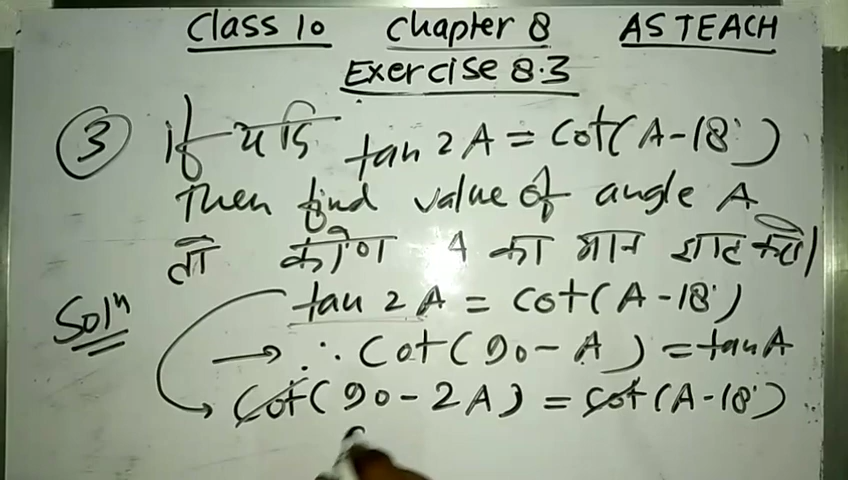 Class 10 Chapter 8 AS TEACH
Exercise 8.3
③ if यदि tan 2A = Cot(A-18°)
Then find value of angle A
तो कोण A का मान ज्ञात करो।
Solⁿ tan 2A = Cot(A-18°)
→ ∴ Cot(90-A) = tan A
Cot(90-2A) = Cot(A-18°)